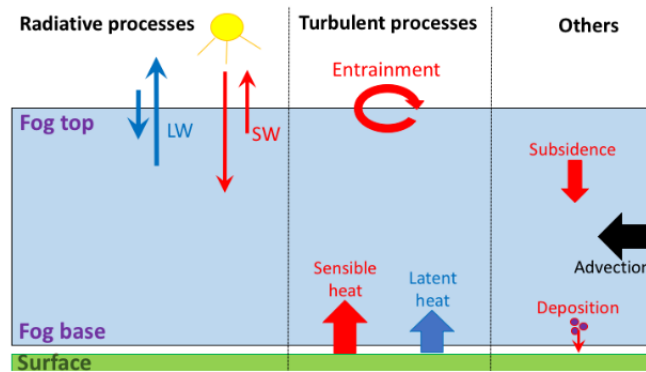 Radiative processes
Turbulent processes
Others
Entrainment
Fog top
LW
SW
Subsidence
Advection
Sensible
heat
Latent
heat
Deposition
Fog base
Surface